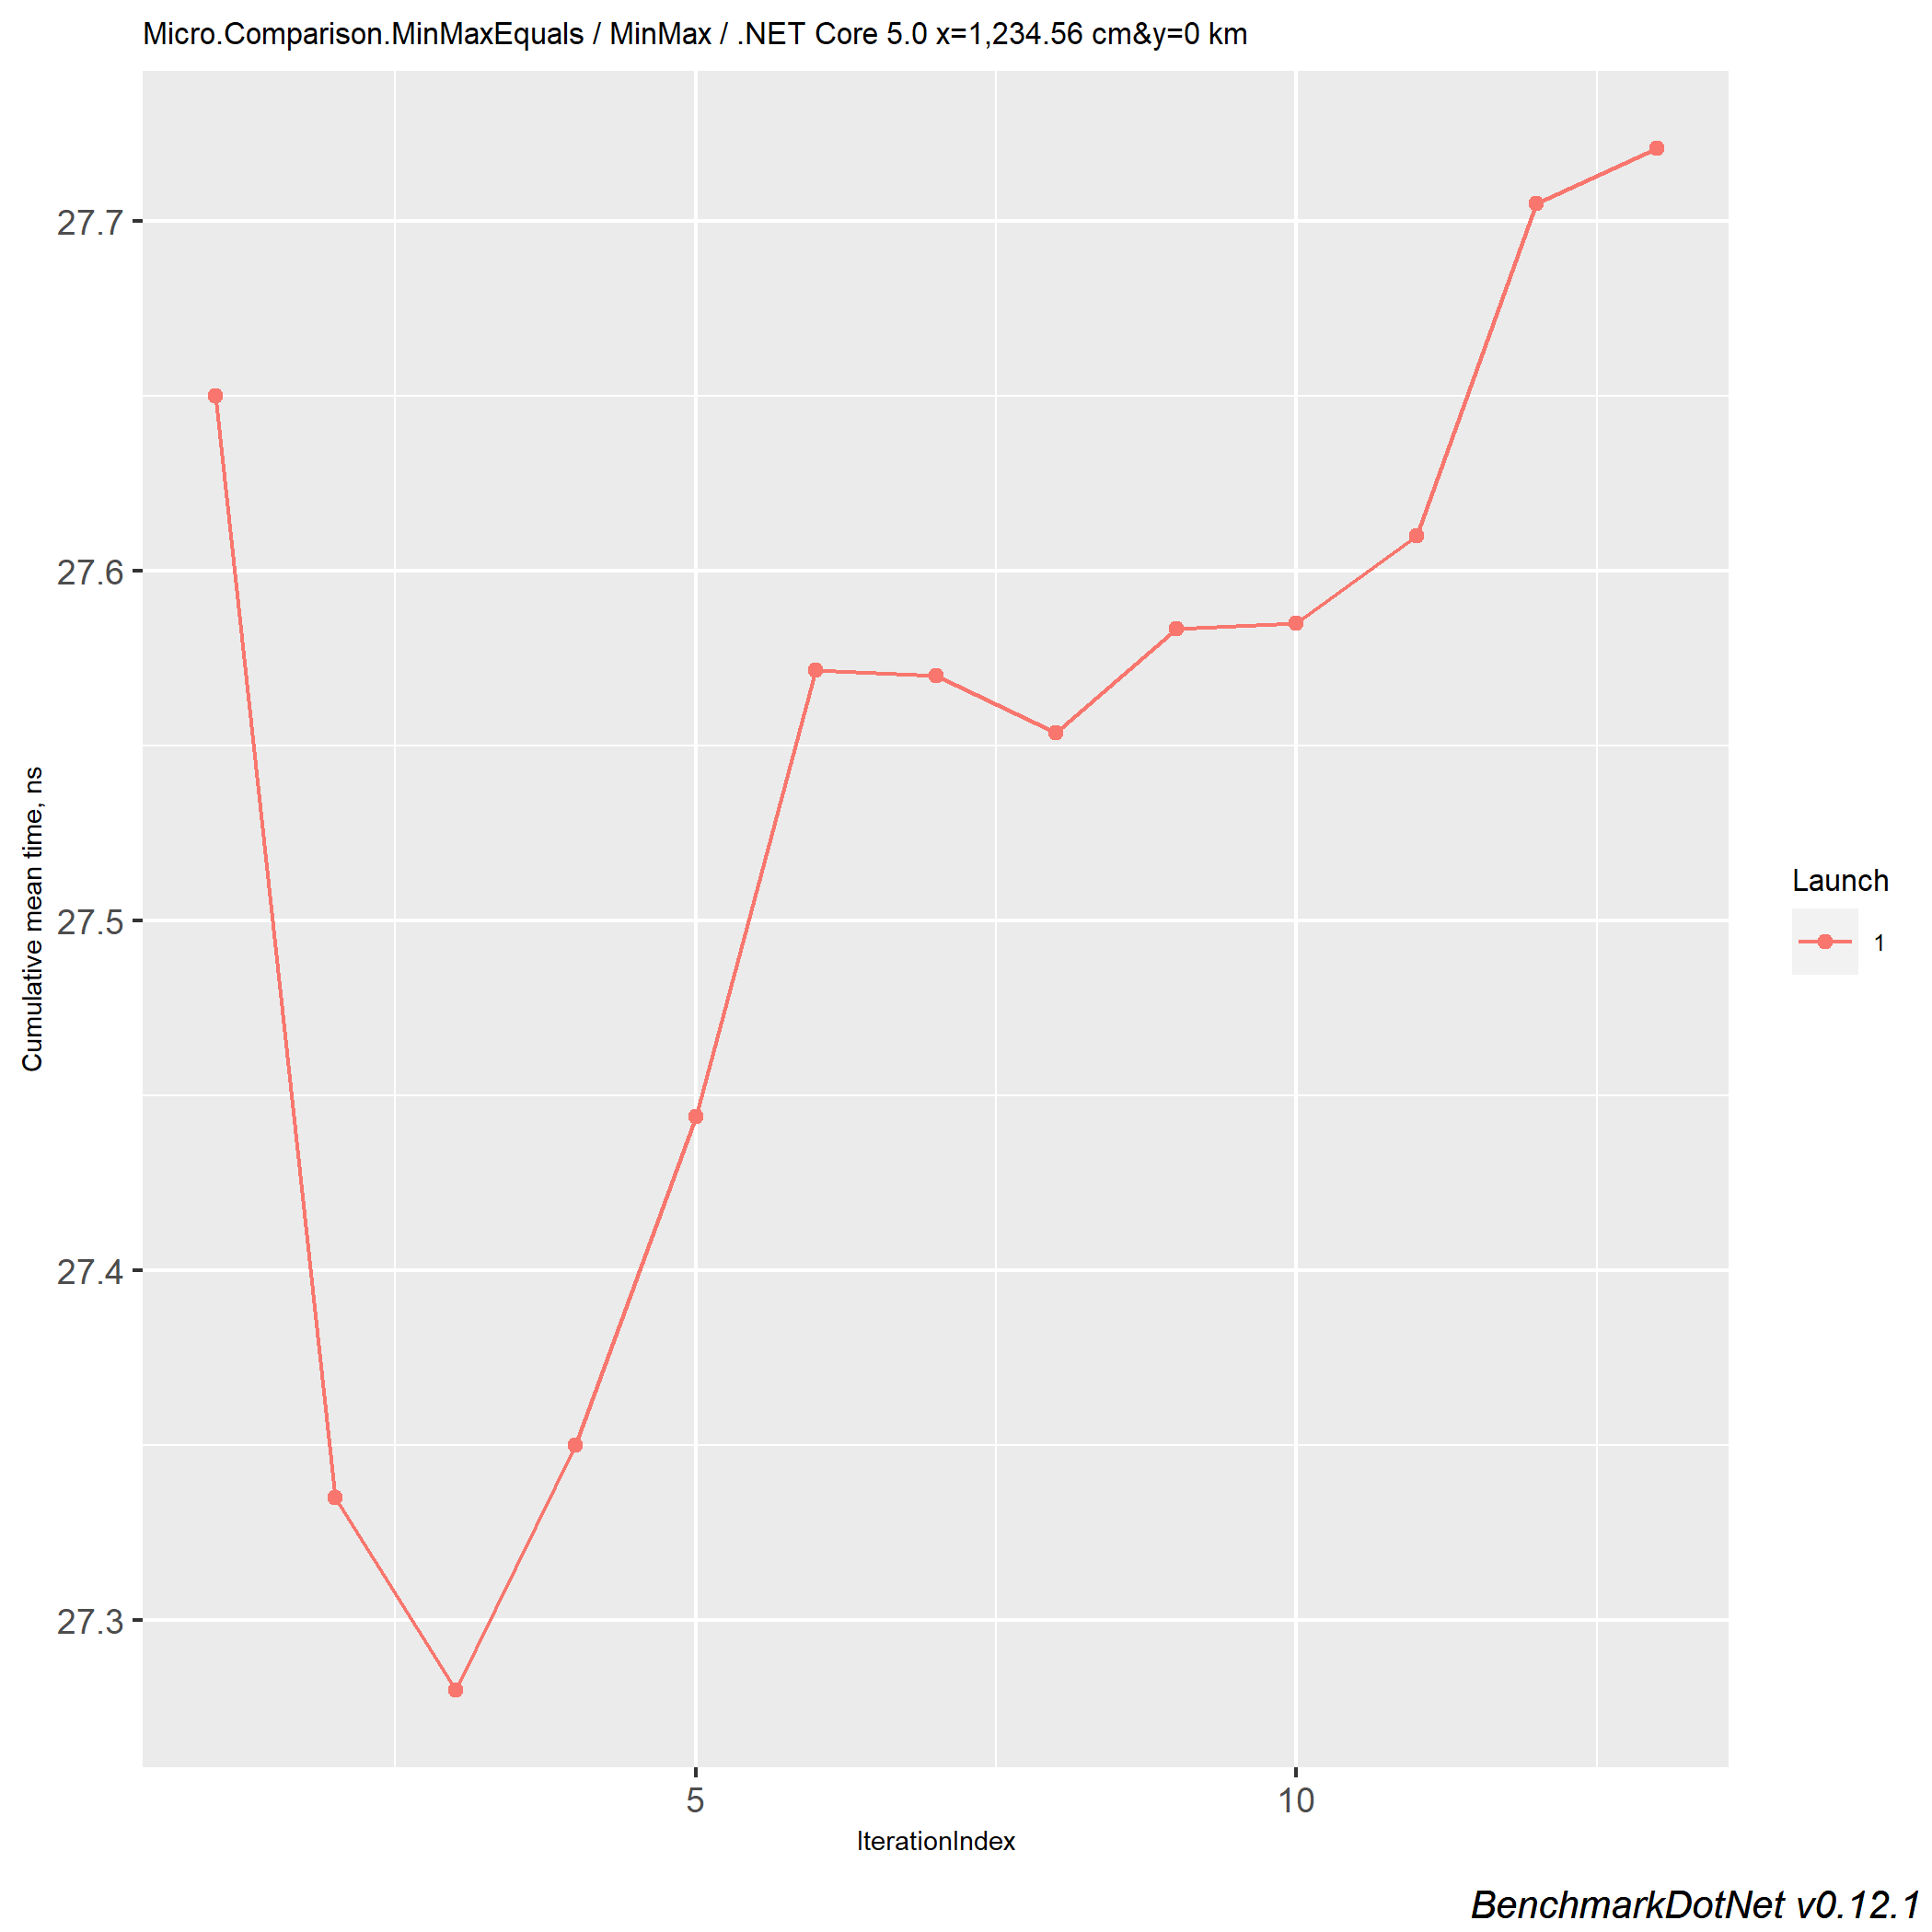 Micro.Comparison.MinMaxEquals / MinMax / .NET Core 5.0 x=1,234.56 cm&y=0 km
27.7
27.6
27.5
27.4
27.3
Cumulative mean time, ns
5
10
IterationIndex
Launch
1
BenchmarkDotNet v0.12.1